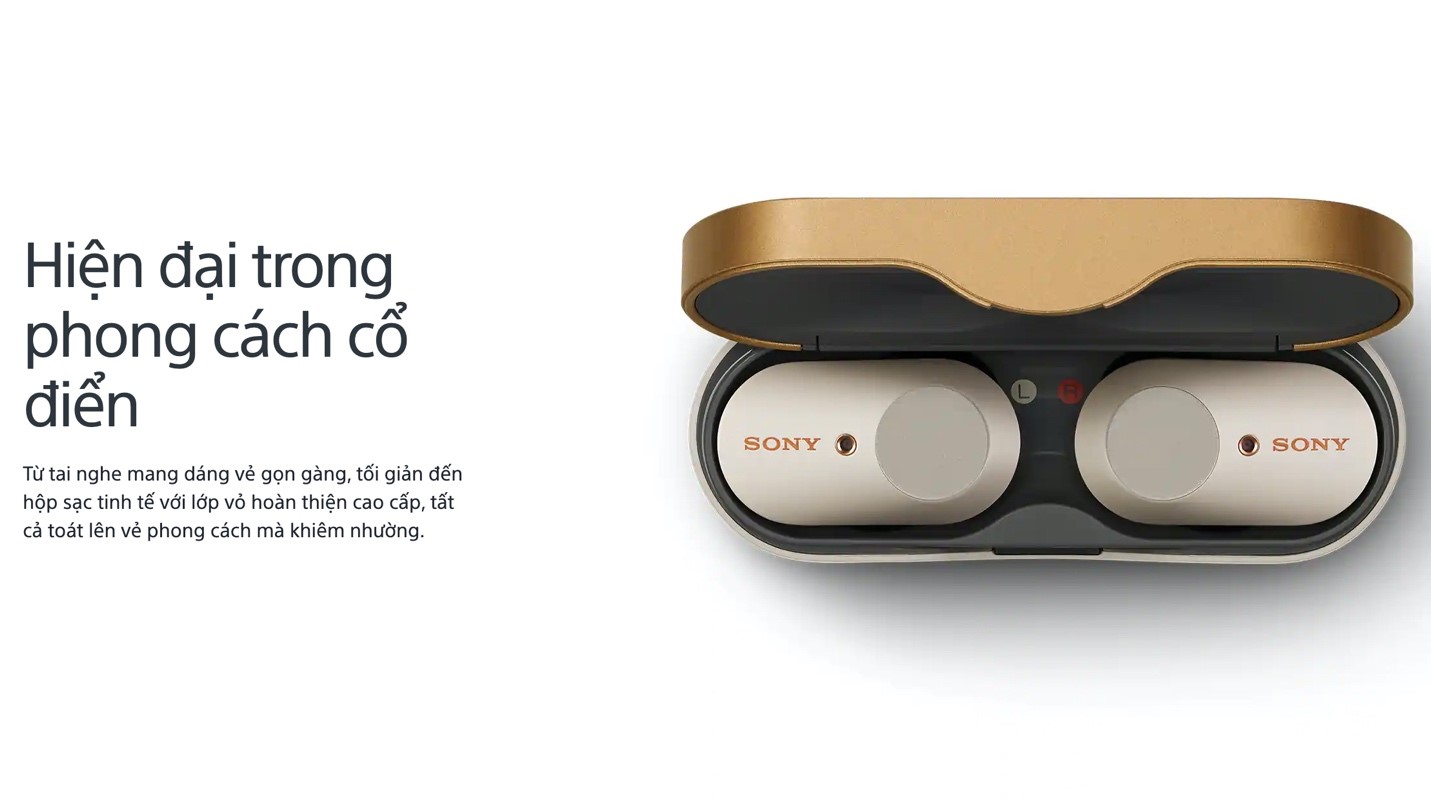 Hiện đại trong
phong cách cổ
điển
Từ tai nghe mang dáng vẻ gọn gàng, tối giản đến
hộp sạc tinh tế với lớp vỏ hoàn thiện cao cấp, tất
cả toát lên vẻ phong cách mà khiêm nhường.
L R
SONY SONY